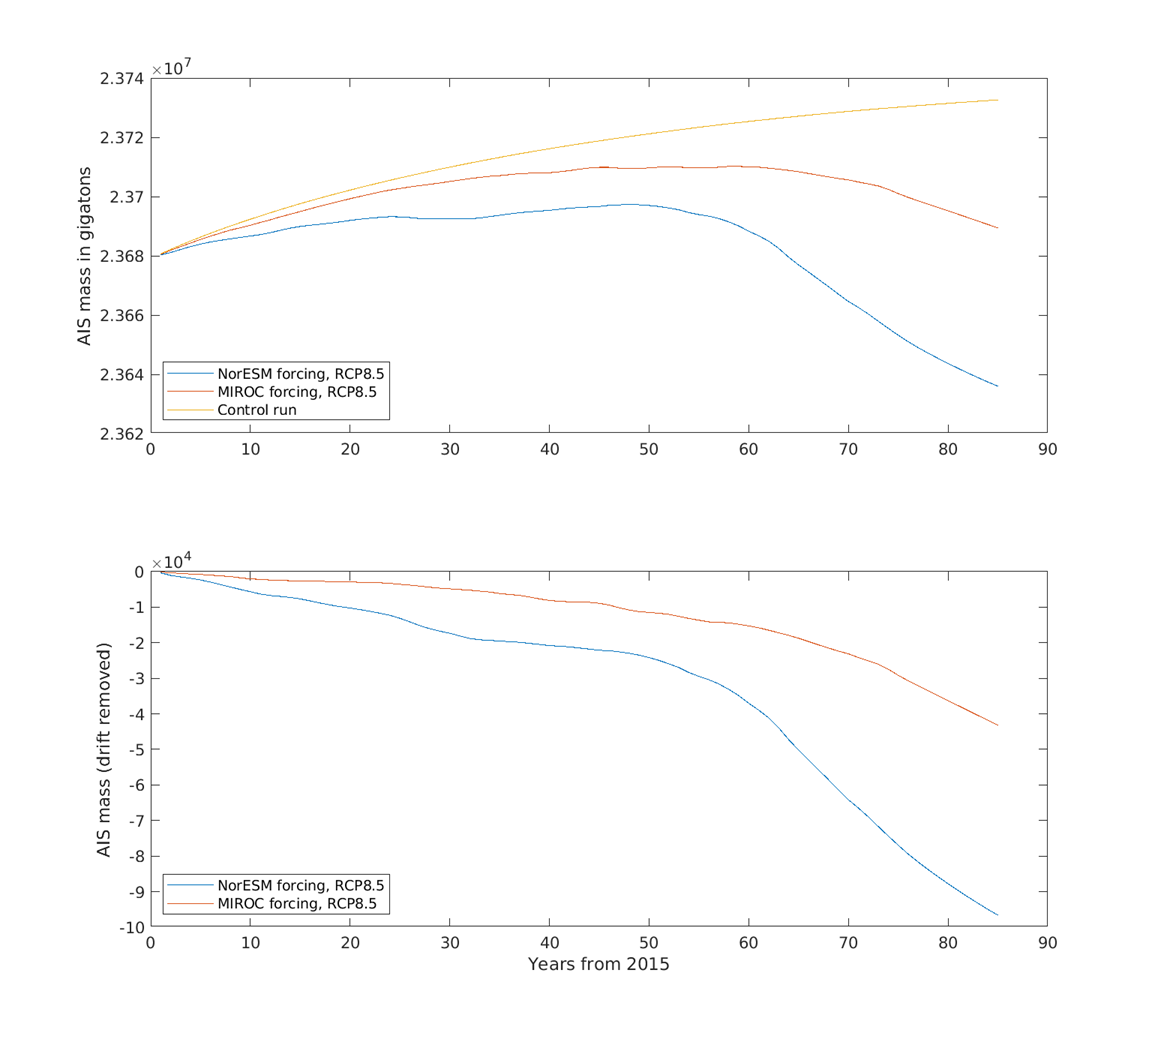 ×10^7
2.374
2.372
2.37
2.368
2.366
2.364
2.362
AIS mass in gigatons
NorESM forcing, RCP8.5
MIROC forcing, RCP8.5
Control run
0 10 20 30 40 50 60 70 80 90
×10^4
0
-1
-2
-3
-4
-5
-6
-7
-8
-9
-10
AIS mass (drift removed)
NorESM forcing, RCP8.5
MIROC forcing, RCP8.5
0 10 20 30 40 50 60 70 80 90
Years from 2015